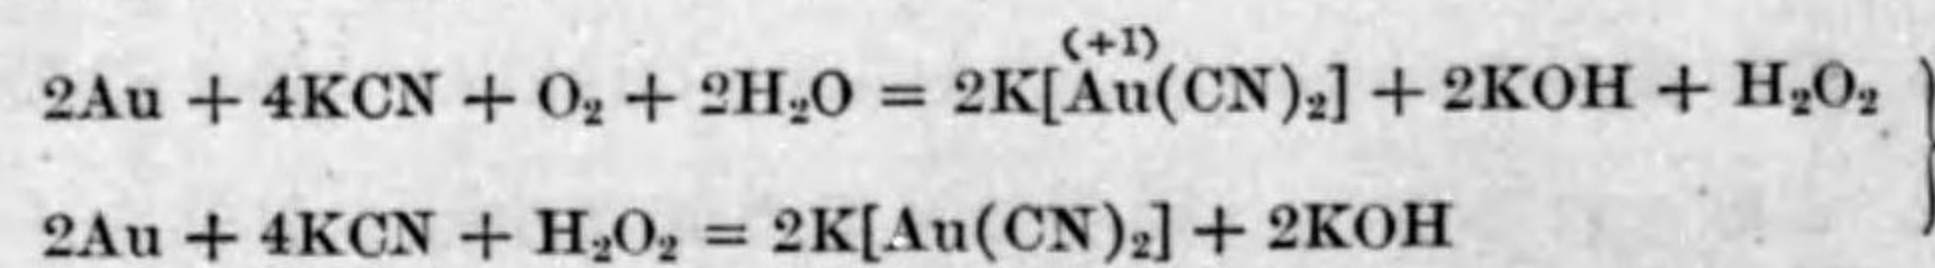 (+1)
2Au + 4KCN + O₂ + 2H₂O = 2K[Au(CN)₂] + 2KOH + H₂O₂
2Au + 4KCN + H₂O₂ = 2K[Au(CN)₂] + 2KOH